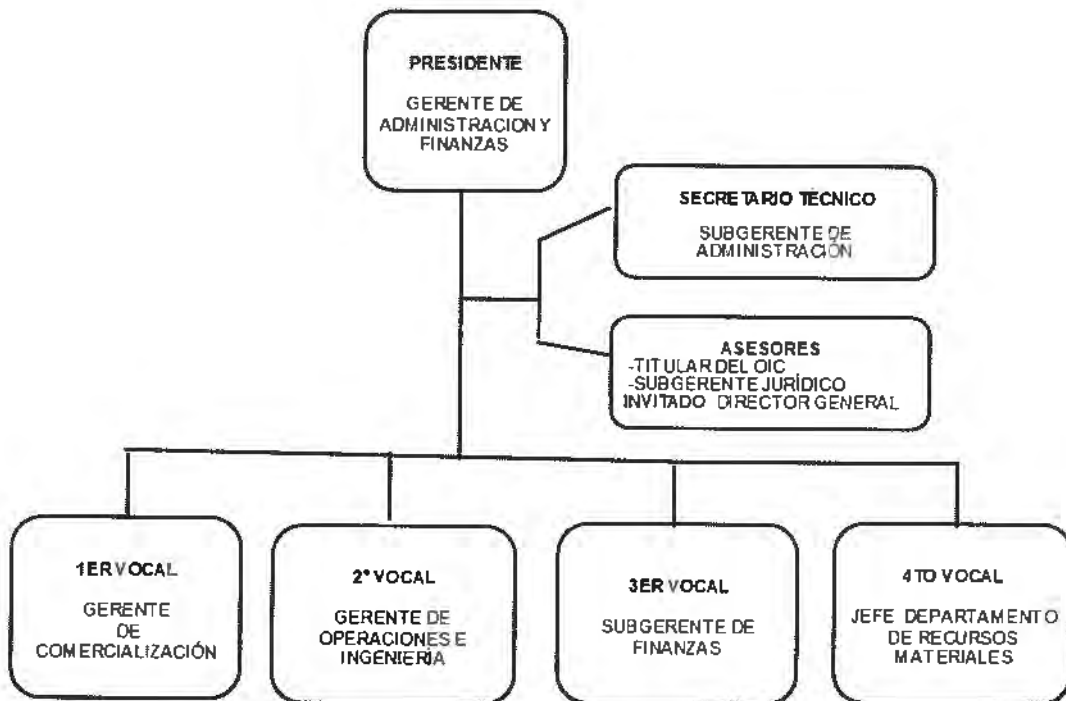 PRESIDENTE
GERENTE DE
ADMINISTRACION Y
FINANZAS
SECRETARIO TÉCNICO
SUBGERENTE DE
ADMINISTRACIÓN
ASESORES
-TITULAR DEL OIC
-SUBGERENTE JURÍDICO
INVITADO DIRECTOR GENERAL
1ER VOCAL
GERENTE
DE
COMERCIALIZACIÓN
2° VOCAL
GERENTE DE
OPERACIONES E
INGENIERÍA
3ER VOCAL
SUBGERENTE DE
FINANZAS
4TO VOCAL
JEFE DEPARTAMENTO
DE RECURSOS
MATERIALES